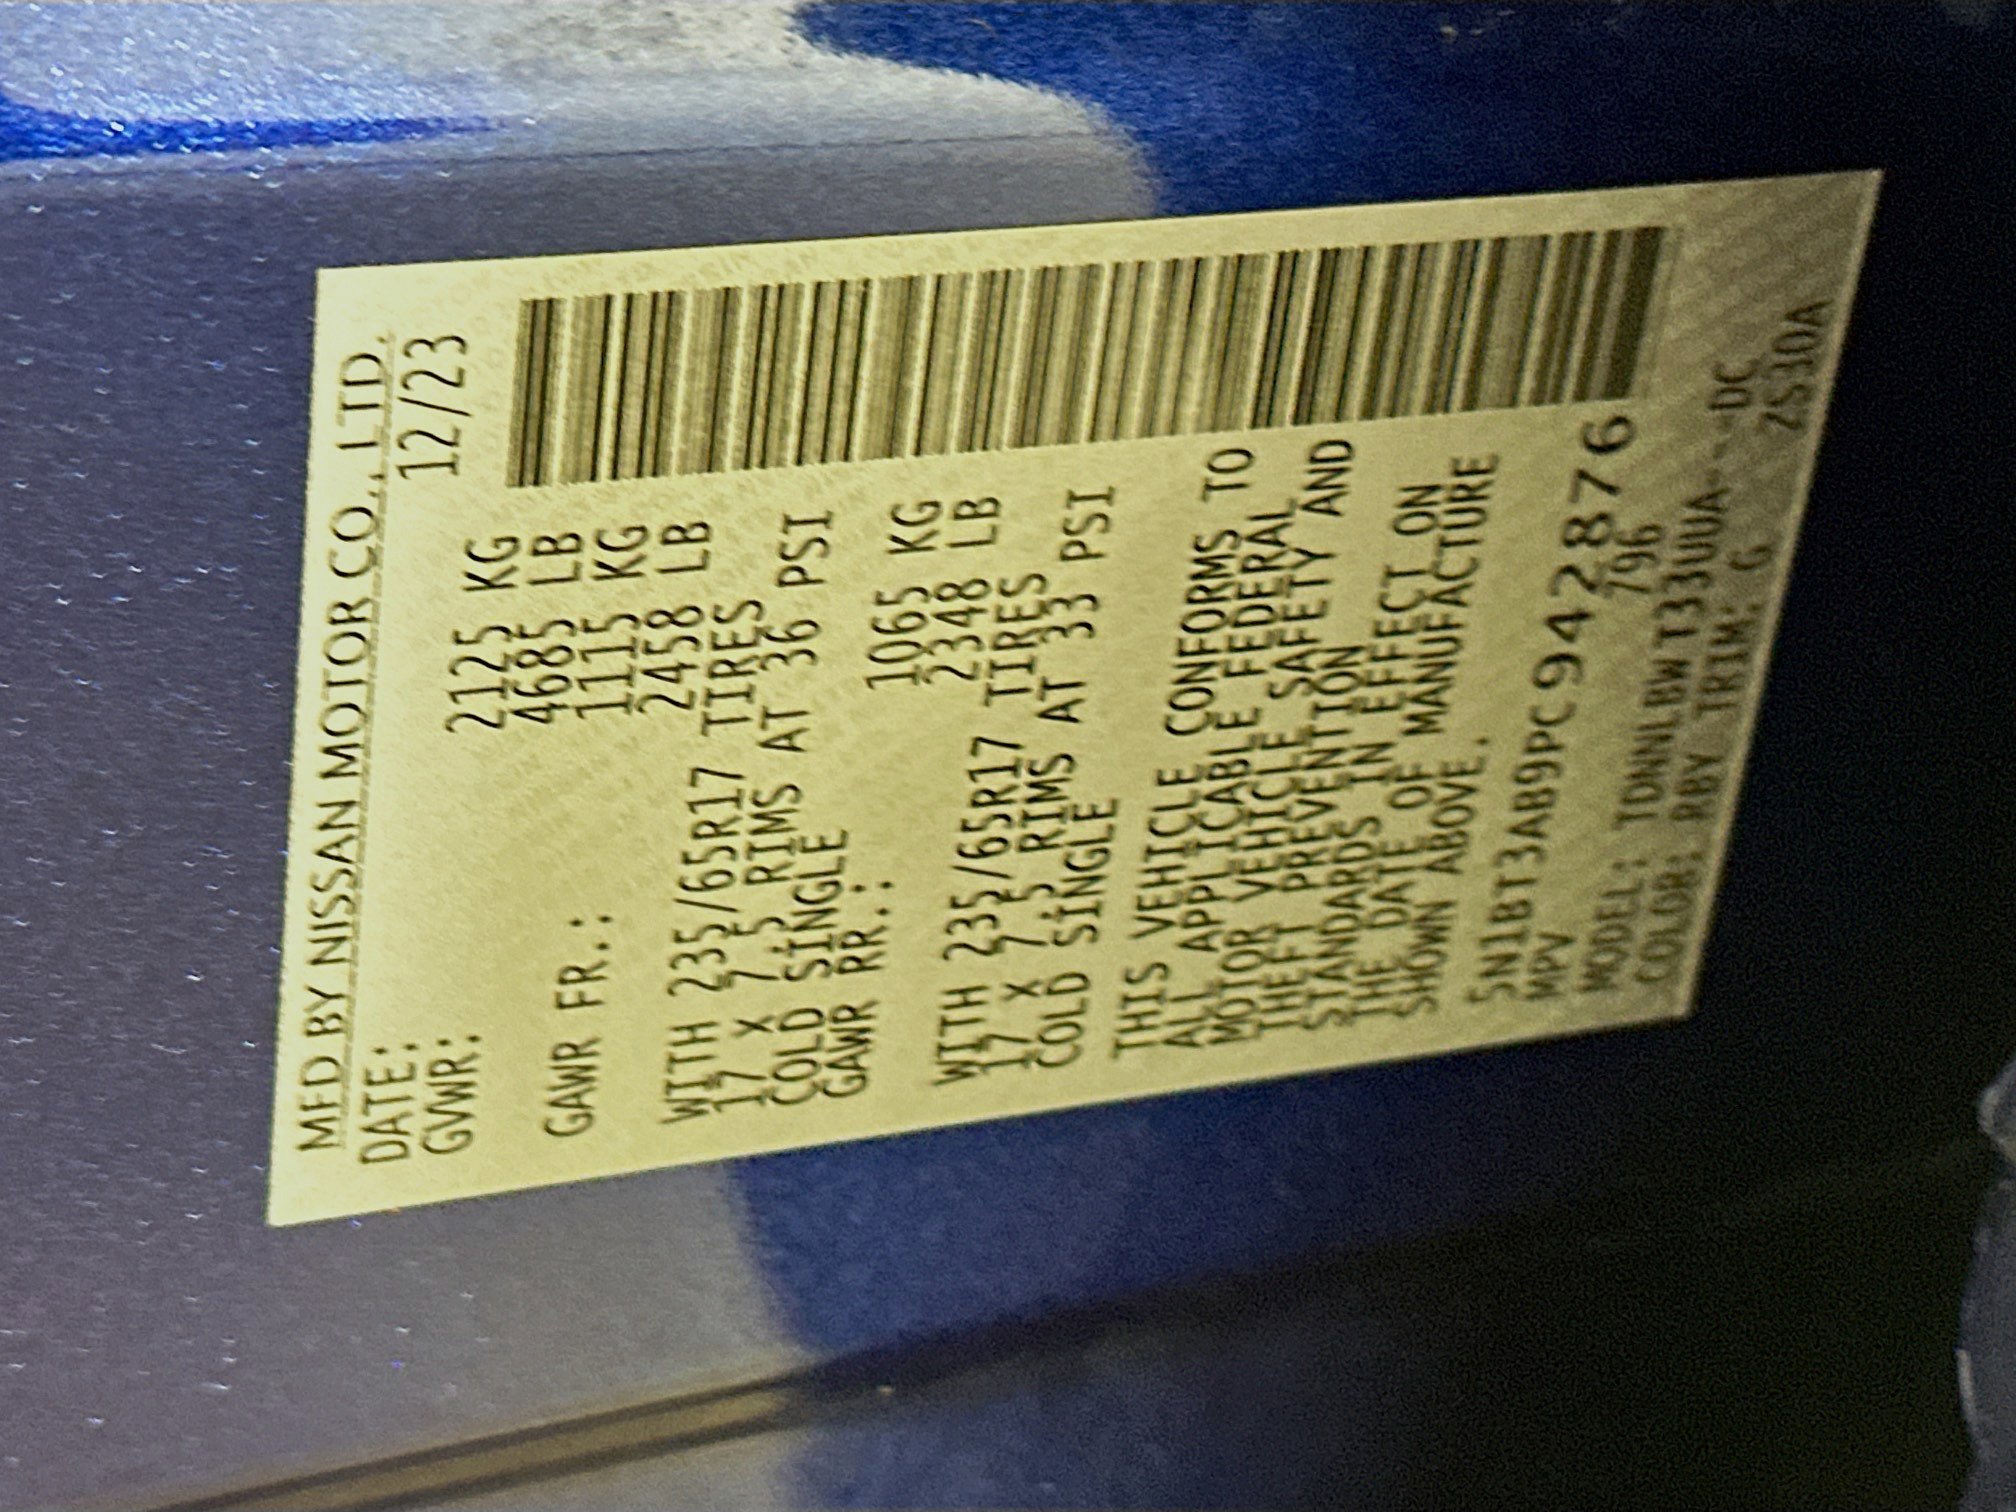 MFD BY NISSAN MOTOR CO., LTD.
DATE: 12/23
GVWR: 2125 KG
4685 LB
GAWR FR.: 1115 KG
2458 LB
WITH 235/65R17 TIRES
17 X 7.5 RIMS AT 36 PSI
COLD SINGLE
GAWR RR.: 1065 KG
2348 LB
WITH 235/65R17 TIRES
17 X 7.5 RIMS AT 33 PSI
COLD SINGLE
THIS VEHICLE CONFORMS TO
ALL APPLICABLE FEDERAL
MOTOR VEHICLE SAFETY AND
THEFT PREVENTION
STANDARDS IN EFFECT ON
THE DATE OF MANUFACTURE
SHOWN ABOVE.
5N1BT3AB9PC942876
MPV 796
MODEL: TDNNLBWT33UUA---DC
COLOR: RBY TRIM: G ZS30A